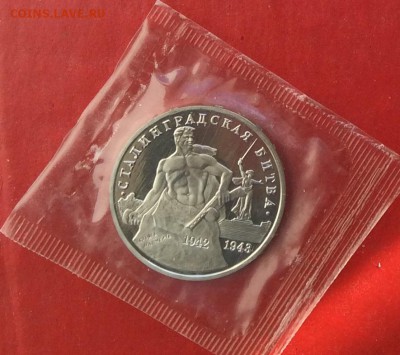 COINS.LAVE.RU
·СТАЛИНГРАДСКАЯ БИТВА·
1942 1943